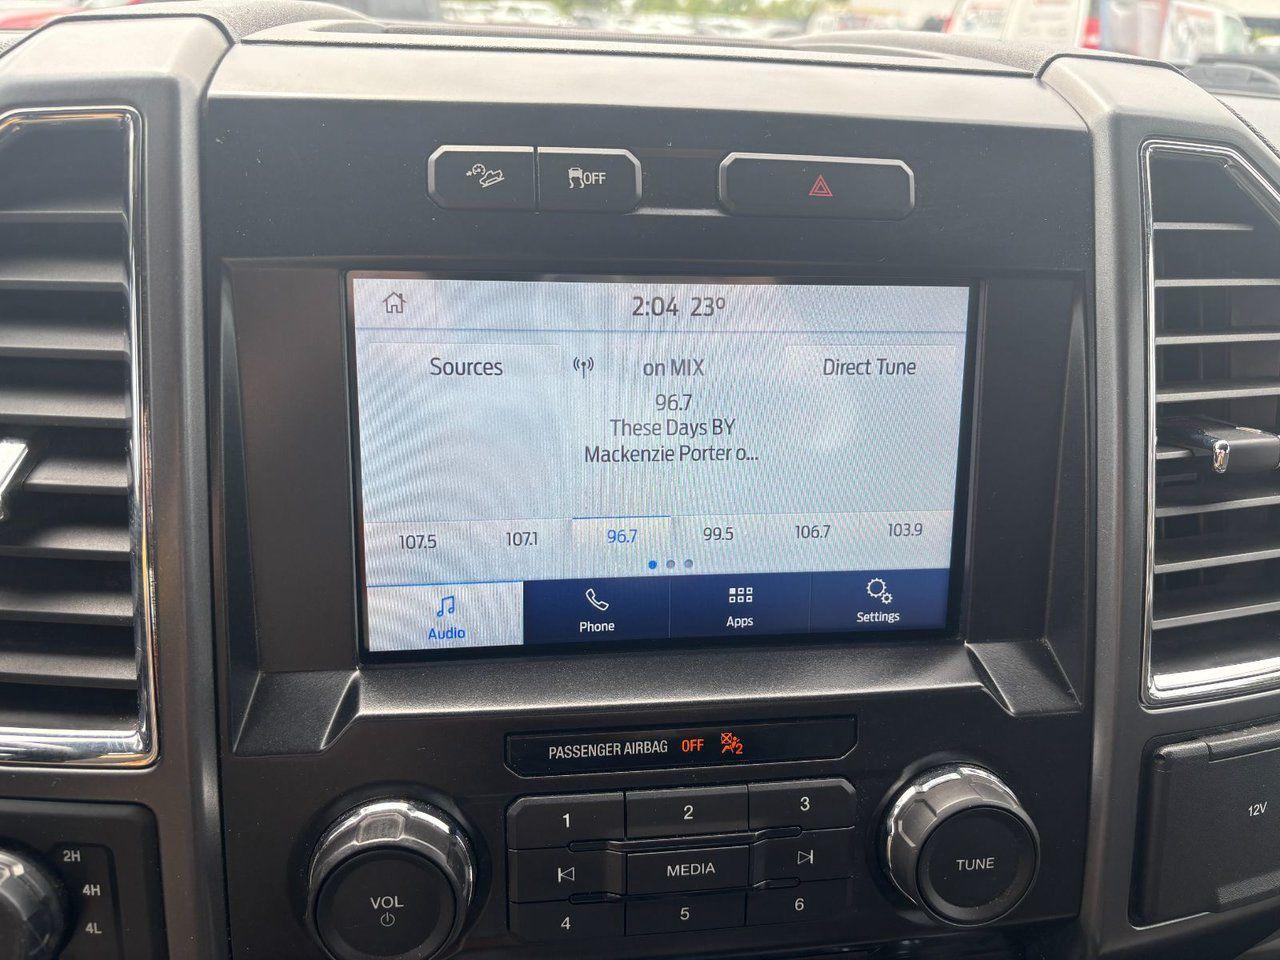 OFF
2:04 23°
Sources
on MIX
Direct Tune
96.7
These Days BY
Mackenzie Porter o...
107.5
107.1
96.7
99.5
106.7
103.9
Audio
Phone
Apps
Settings
PASSENGER AIRBAG OFF 2
1
2
3
MEDIA
4
5
6
VOL
TUNE
12V
2H
4H
4L